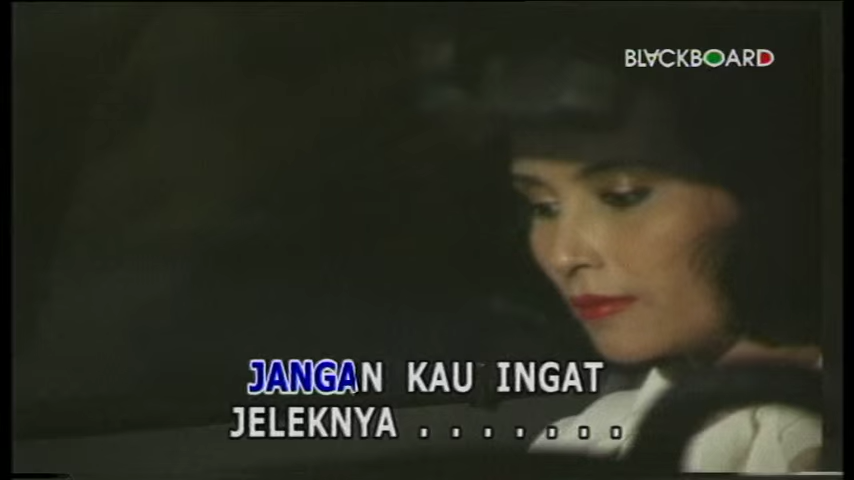 BLACKBOARD
JANGAN KAU INGAT
JELEKNYA . . . . . . .